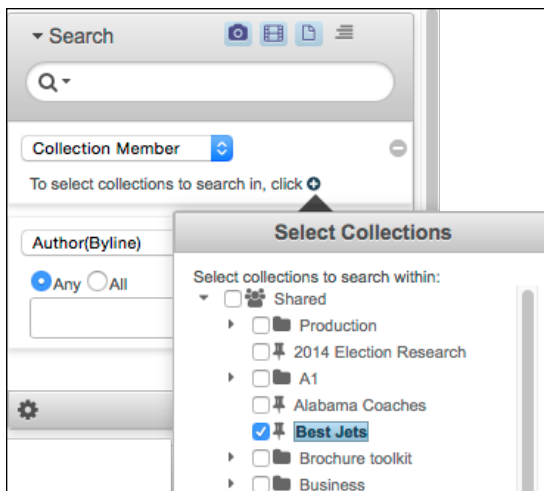 Search
Collection Member
To select collections to search in, click
Author(Byline)
Any All
Select Collections
Select collections to search within:
Shared
Production
2014 Election Research
A1
Alabama Coaches
Best Jets
Brochure toolkit
Business